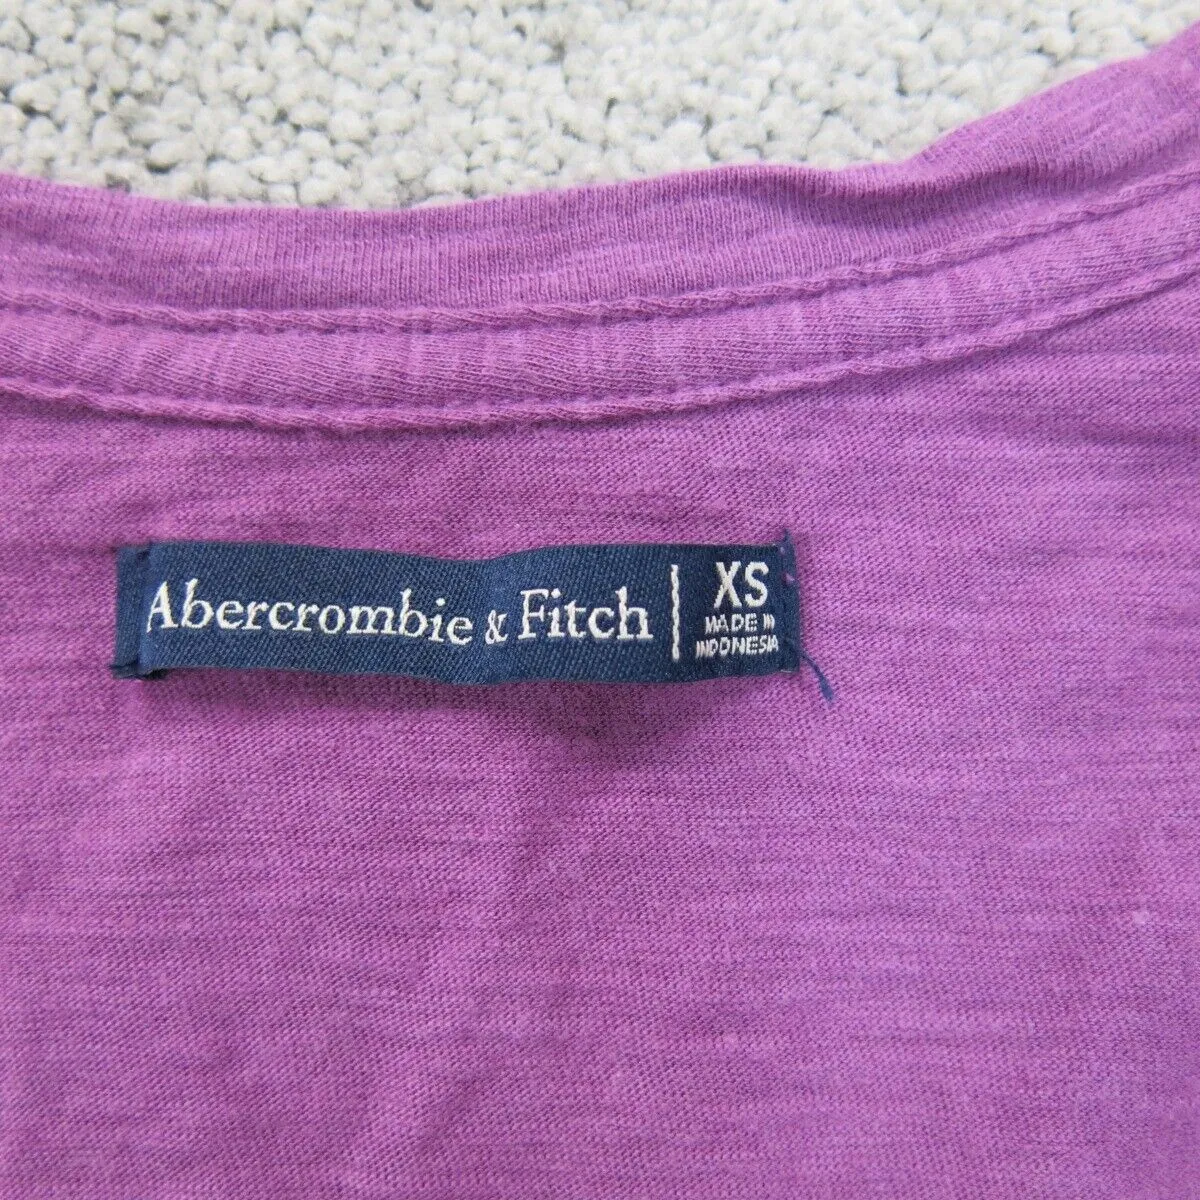 Abercrombie & Fitch
XS
MADE IN
INDONESIA